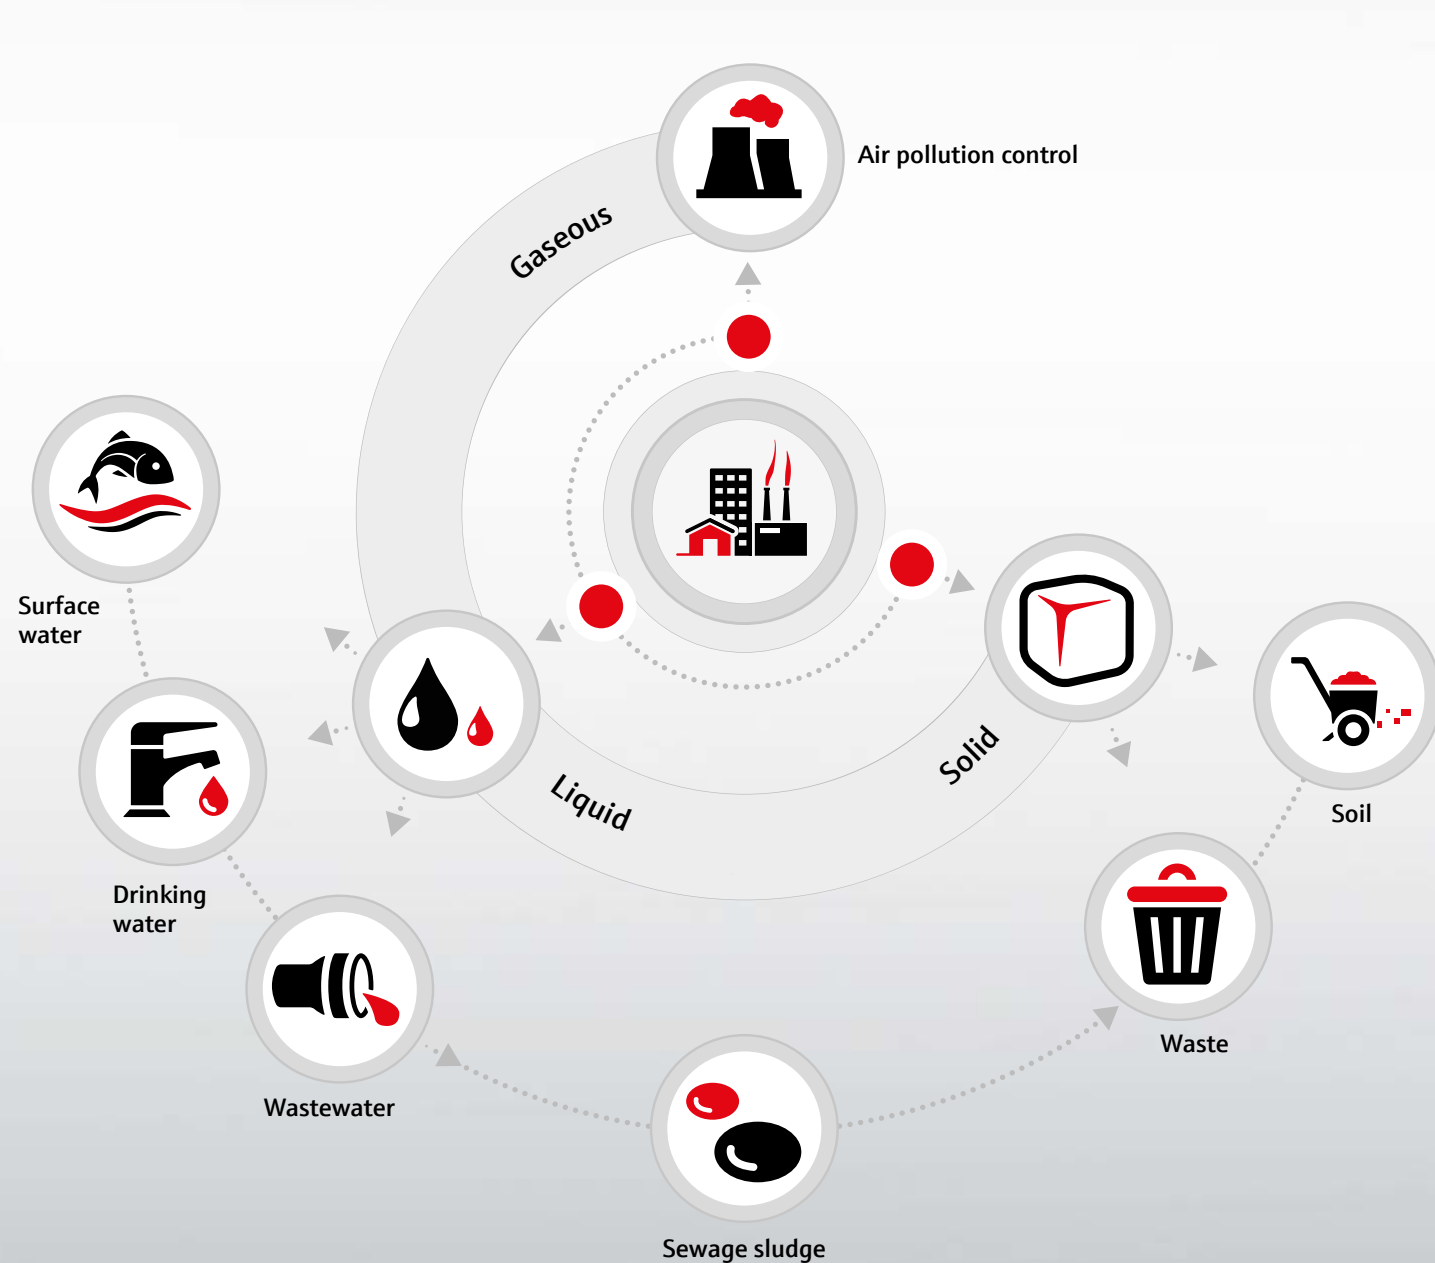 Air pollution control
Gaseous
Surface
water
Solid
Liquid
Soil
Drinking
water
Waste
Wastewater
Sewage sludge